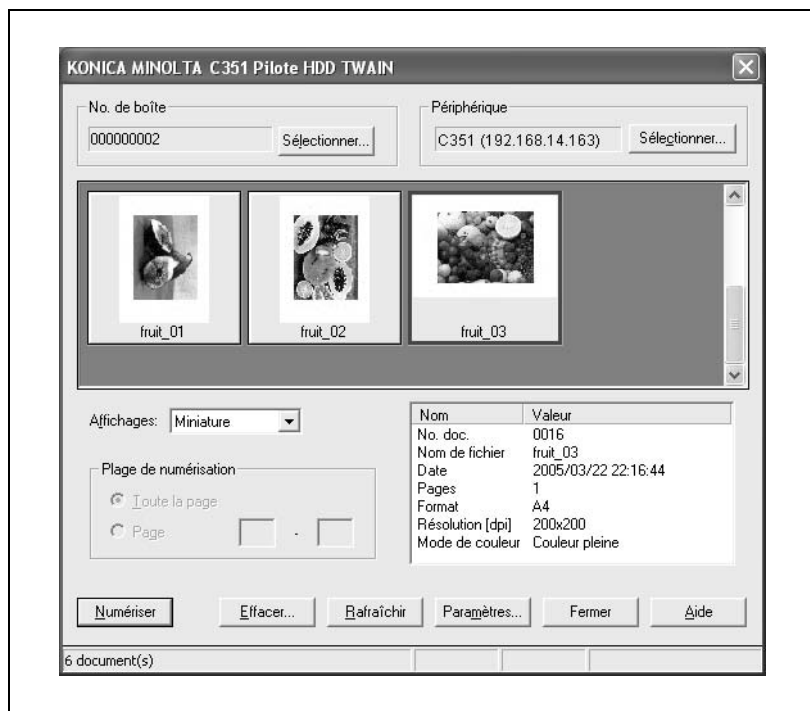 KONICA MINOLTA C351 Pilote HDD TWAIN
No. de boîte
000000002
Sélectionner...
Périphérique
C351 (192.168.14.163)
Sélectionner...
fruit_01
fruit_02
fruit_03
Affichages: Miniature
Plage de numérisation
Toute la page
Page
-
Nom Valeur
No. doc. 0016
Nom de fichier fruit_03
Date 2005/03/22 22:16:44
Pages 1
Format A4
Résolution [dpi] 200x200
Mode de couleur Couleur pleine
Numériser
Effacer...
Rafraîchir
Paramètres...
Fermer
Aide
6 document(s)